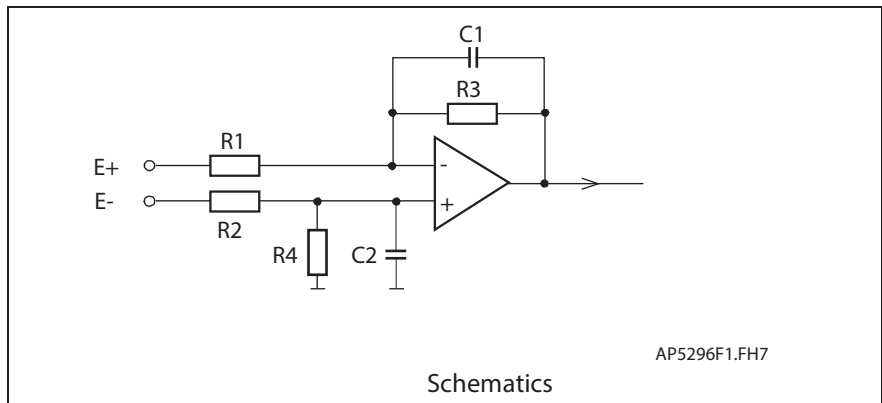 C1
R3
R1
E+
-
E-
+
R2
R4
C2
AP5296F1.FH7
Schematics